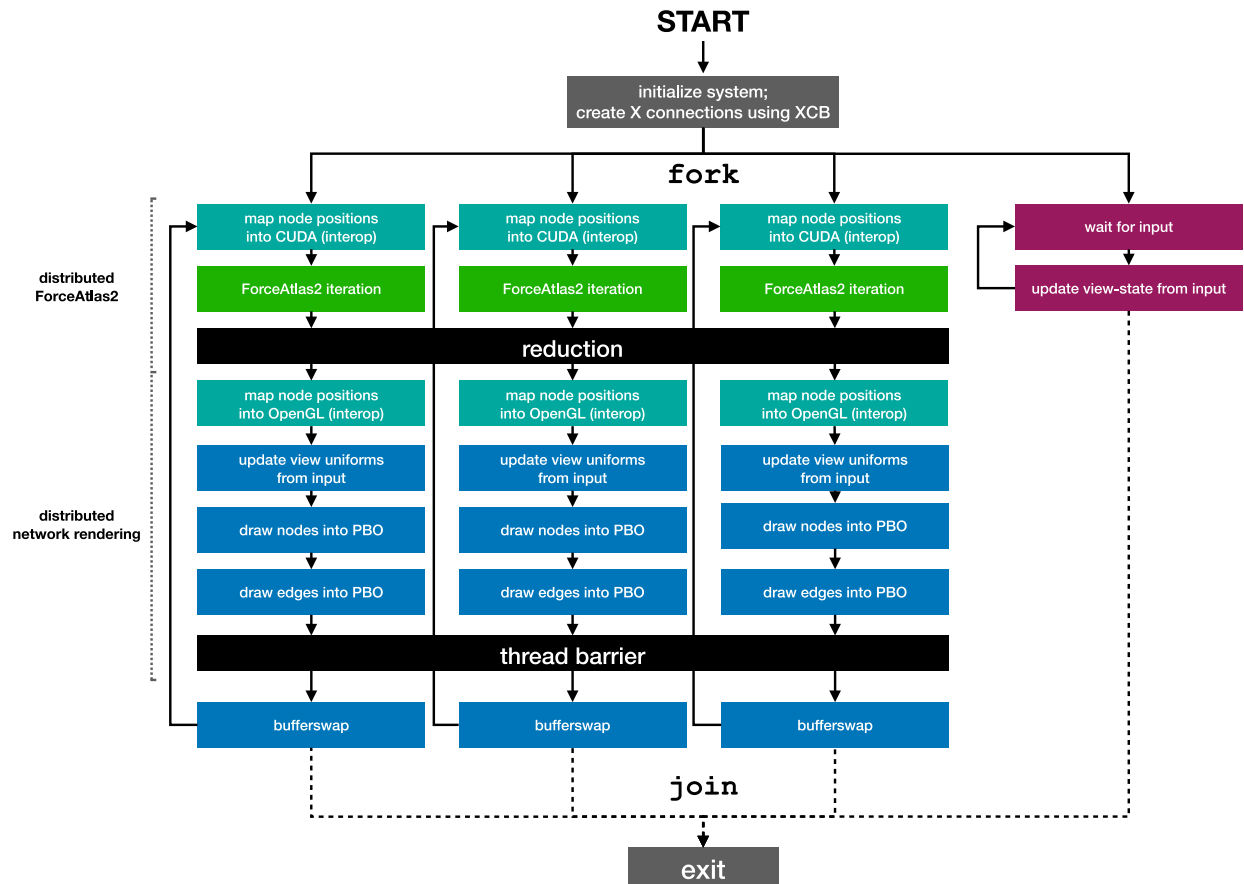 START
initialize system;
create X connections using XCB
fork
map node positions
into CUDA (interop)
map node positions
into CUDA (interop)
map node positions
into CUDA (interop)
wait for input
distributed
ForceAtlas2
ForceAtlas2 iteration
ForceAtlas2 iteration
ForceAtlas2 iteration
update view-state from input
reduction
map node positions
into OpenGL (interop)
map node positions
into OpenGL (interop)
map node positions
into OpenGL (interop)
update view uniforms
from input
update view uniforms
from input
update view uniforms
from input
distributed
network rendering
draw nodes into PBO
draw nodes into PBO
draw nodes into PBO
draw edges into PBO
draw edges into PBO
draw edges into PBO
thread barrier
bufferswap
bufferswap
bufferswap
join
exit